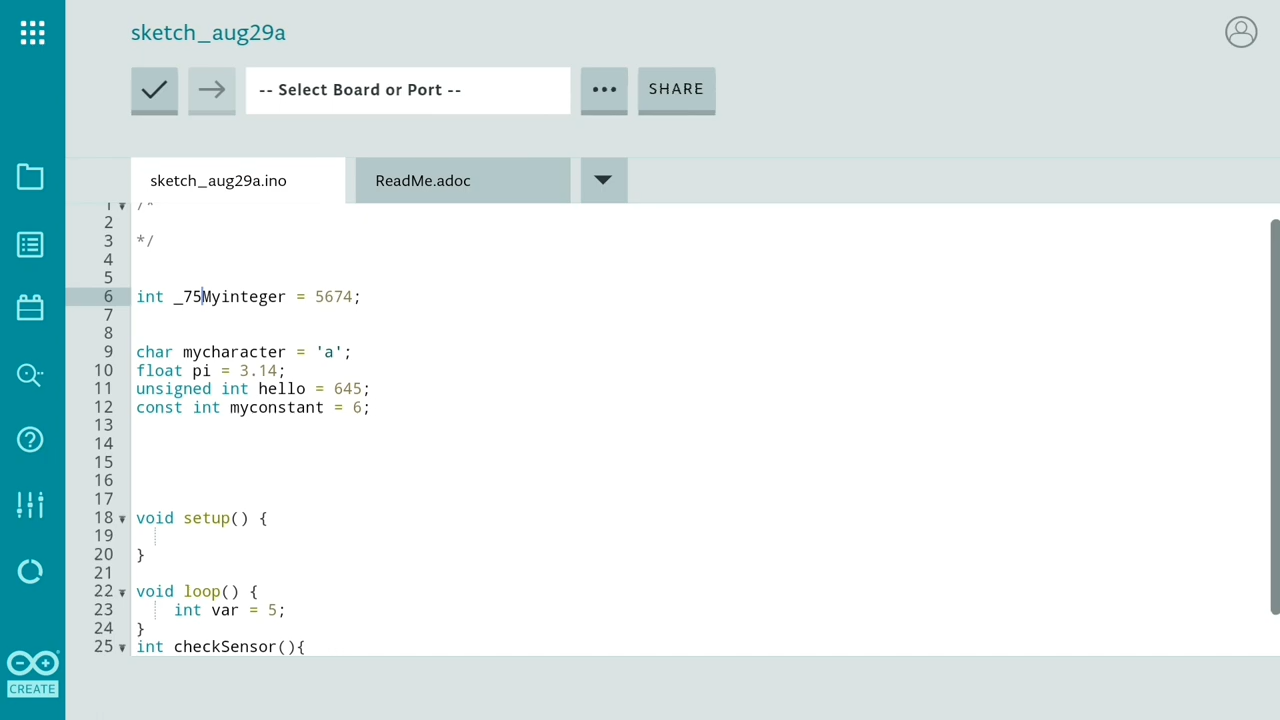 sketch_aug29a
-- Select Board or Port --
SHARE
sketch_aug29a.ino
ReadMe.adoc
1 /*
2
3 */
4
5
6 int _75Myinteger = 5674;
7
8
9 char mycharacter = 'a';
10 float pi = 3.14;
11 unsigned int hello = 645;
12 const int myconstant = 6;
13
14
15
16
17
18 void setup() {
19
20 }
21
22 void loop() {
23 int var = 5;
24 }
25 int checkSensor(){
CREATE